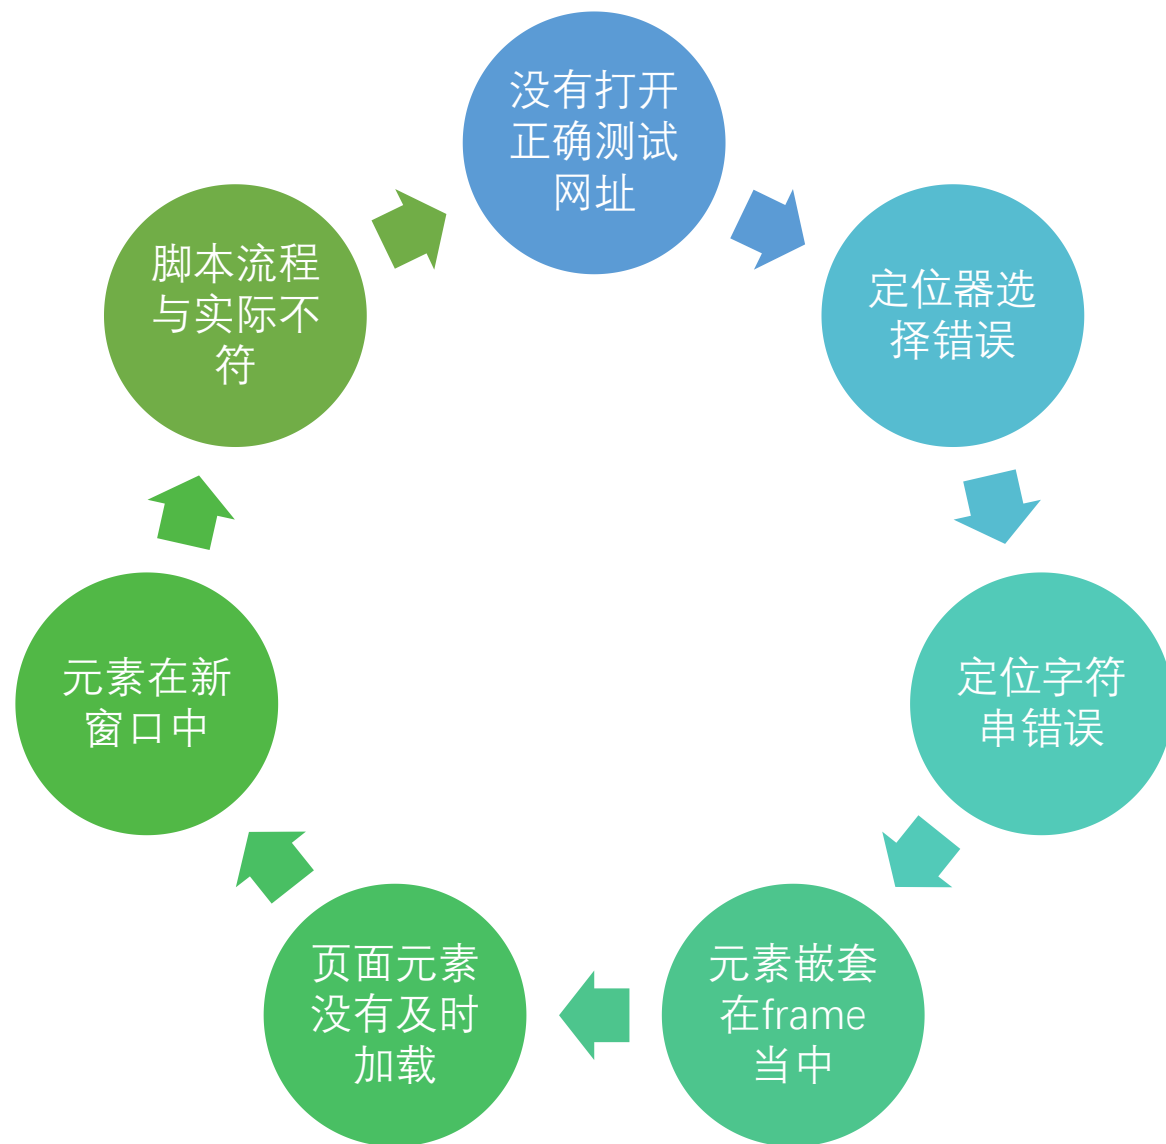 没有打开
正确测试
网址
定位器选
择错误
定位字符
串错误
元素嵌套
在frame
当中
页面元素
没有及时
加载
元素在新
窗口中
脚本流程
与实际不
符